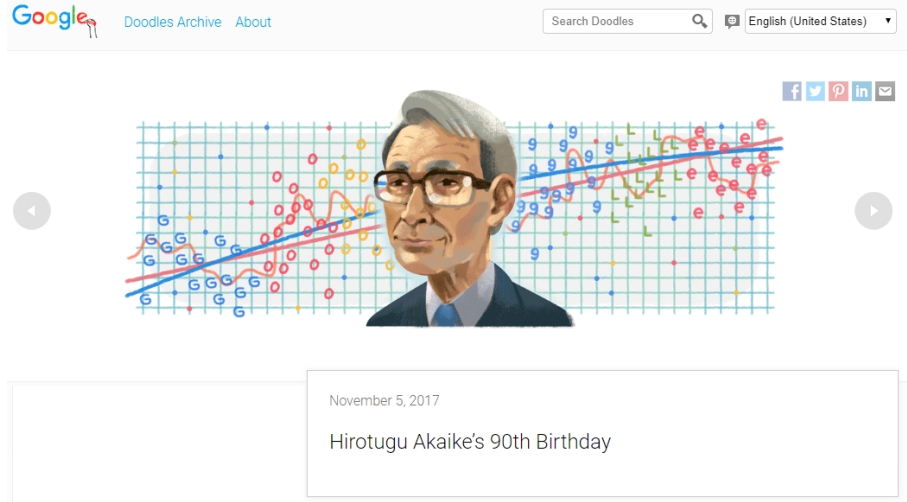 Google
Doodles Archive About
Search Doodles
English (United States)
G G G G G G G G G G G G G G
o o o o o o o o o o o o o o o o
g g g g g g g g g g g g g g
L L L L L L L L L L L L
e e e e e e e e e e e e e e
November 5, 2017
Hirotugu Akaike’s 90th Birthday